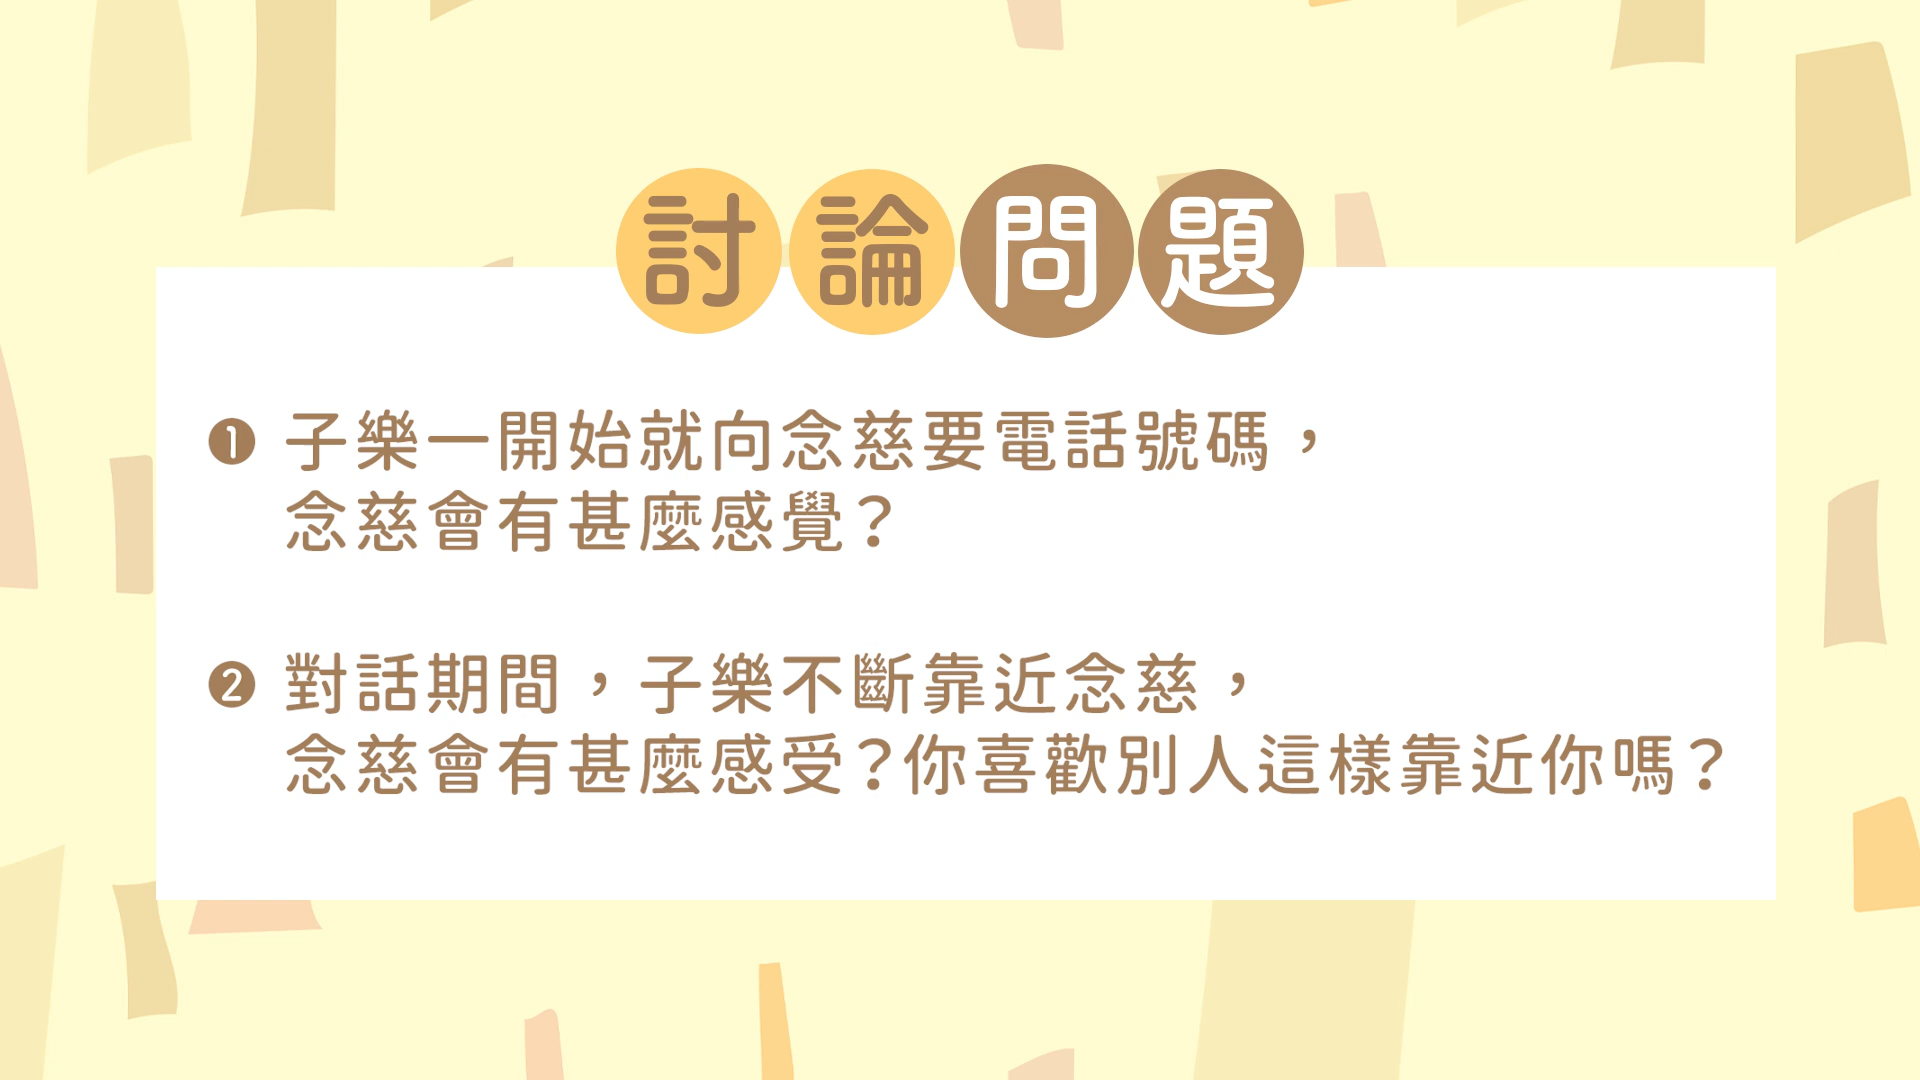 討論問題
❶ 子樂一開始就向念慈要電話號碼，
念慈會有甚麼感覺？
❷ 對話期間，子樂不斷靠近念慈，
念慈會有甚麼感受？你喜歡別人這樣靠近你嗎？